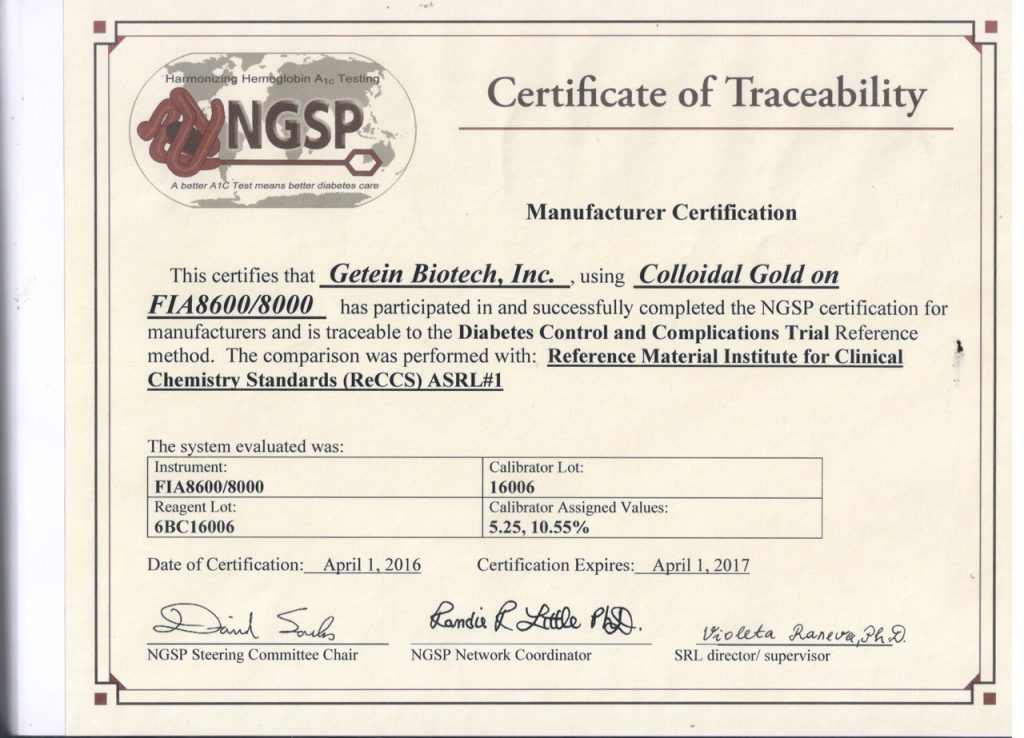 Harmonizing Hemoglobin A1c Testing
NGSP
A better A1C Test means better diabetes care
Certificate of Traceability
Manufacturer Certification
This certifies that Getein Biotech, Inc. , using Colloidal Gold on
FIA8600/8000 has participated in and successfully completed the NGSP certification for
manufacturers and is traceable to the Diabetes Control and Complications Trial Reference
method. The comparison was performed with: Reference Material Institute for Clinical
Chemistry Standards (ReCCS) ASRL#1
The system evaluated was:
Instrument: Calibrator Lot:
FIA8600/8000 16006
Reagent Lot: Calibrator Assigned Values:
6BC16006 5.25, 10.55%
Date of Certification: April 1, 2016 Certification Expires: April 1, 2017
David Sacks Randie R Little PhD. Violeta Raneva, Ph.D.
NGSP Steering Committee Chair NGSP Network Coordinator SRL director/ supervisor